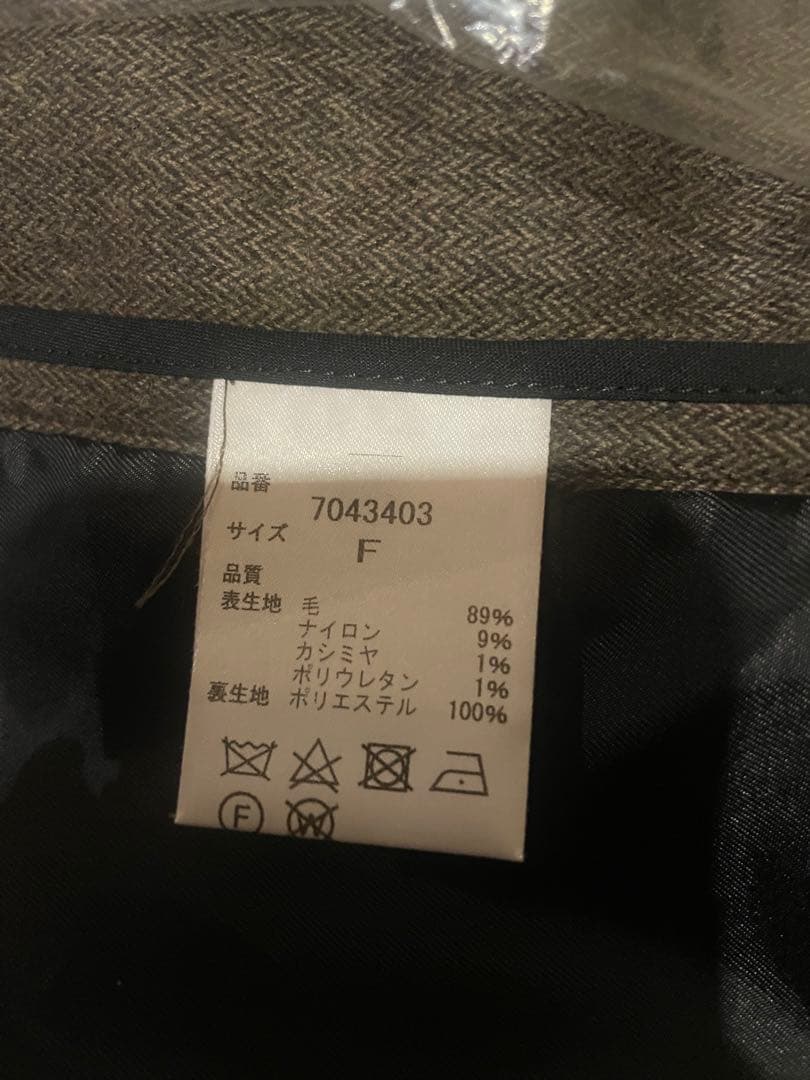 品番
7043403
サイズ
F
品質
表生地 毛 89%
ナイロン 9%
カシミヤ 1%
ポリウレタン 1%
裏生地 ポリエステル 100%
F W